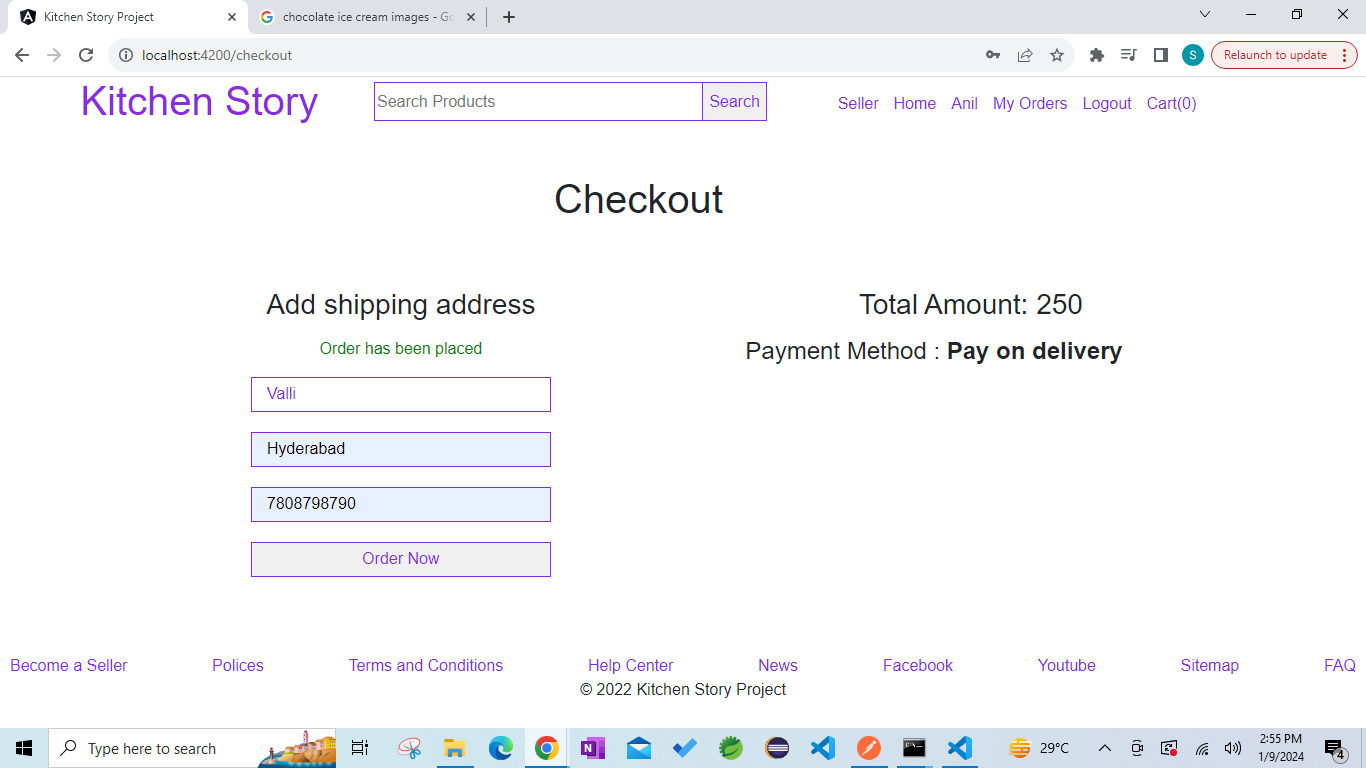 Kitchen Story Project
chocolate ice cream images - Go
localhost:4200/checkout
S
Relaunch to update
Kitchen Story
Search Products
Search
Seller Home Anil My Orders Logout Cart(0)
Checkout
Add shipping address
Total Amount: 250
Order has been placed
Payment Method : Pay on delivery
Valli
Hyderabad
7808798790
Order Now
Become a Seller Polices Terms and Conditions Help Center News Facebook Youtube Sitemap FAQ
© 2022 Kitchen Story Project
Type here to search
29°C
2:55 PM
1/9/2024
4